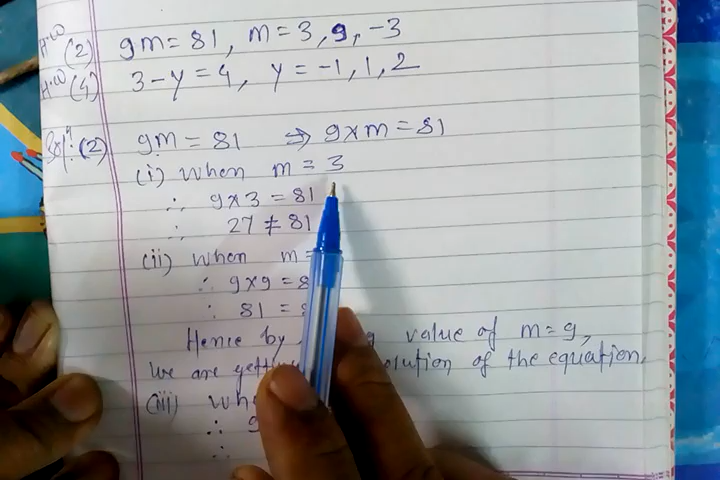 H.W (2) 9m = 81, m = 3, 9, -3
H.W (4) 3-y = 4, y = -1, 1, 2
Solⁿ: (2) 9m = 81 ⇒ 9×m = 81
(i) when m = 3
∴ 9×3 = 81
∴ 27 ≠ 81
(ii) when m =
∴ 9×9 =
∴ 81 =
Hence by value of m = 9,
we are of the equation.
(iii)
∴
∴